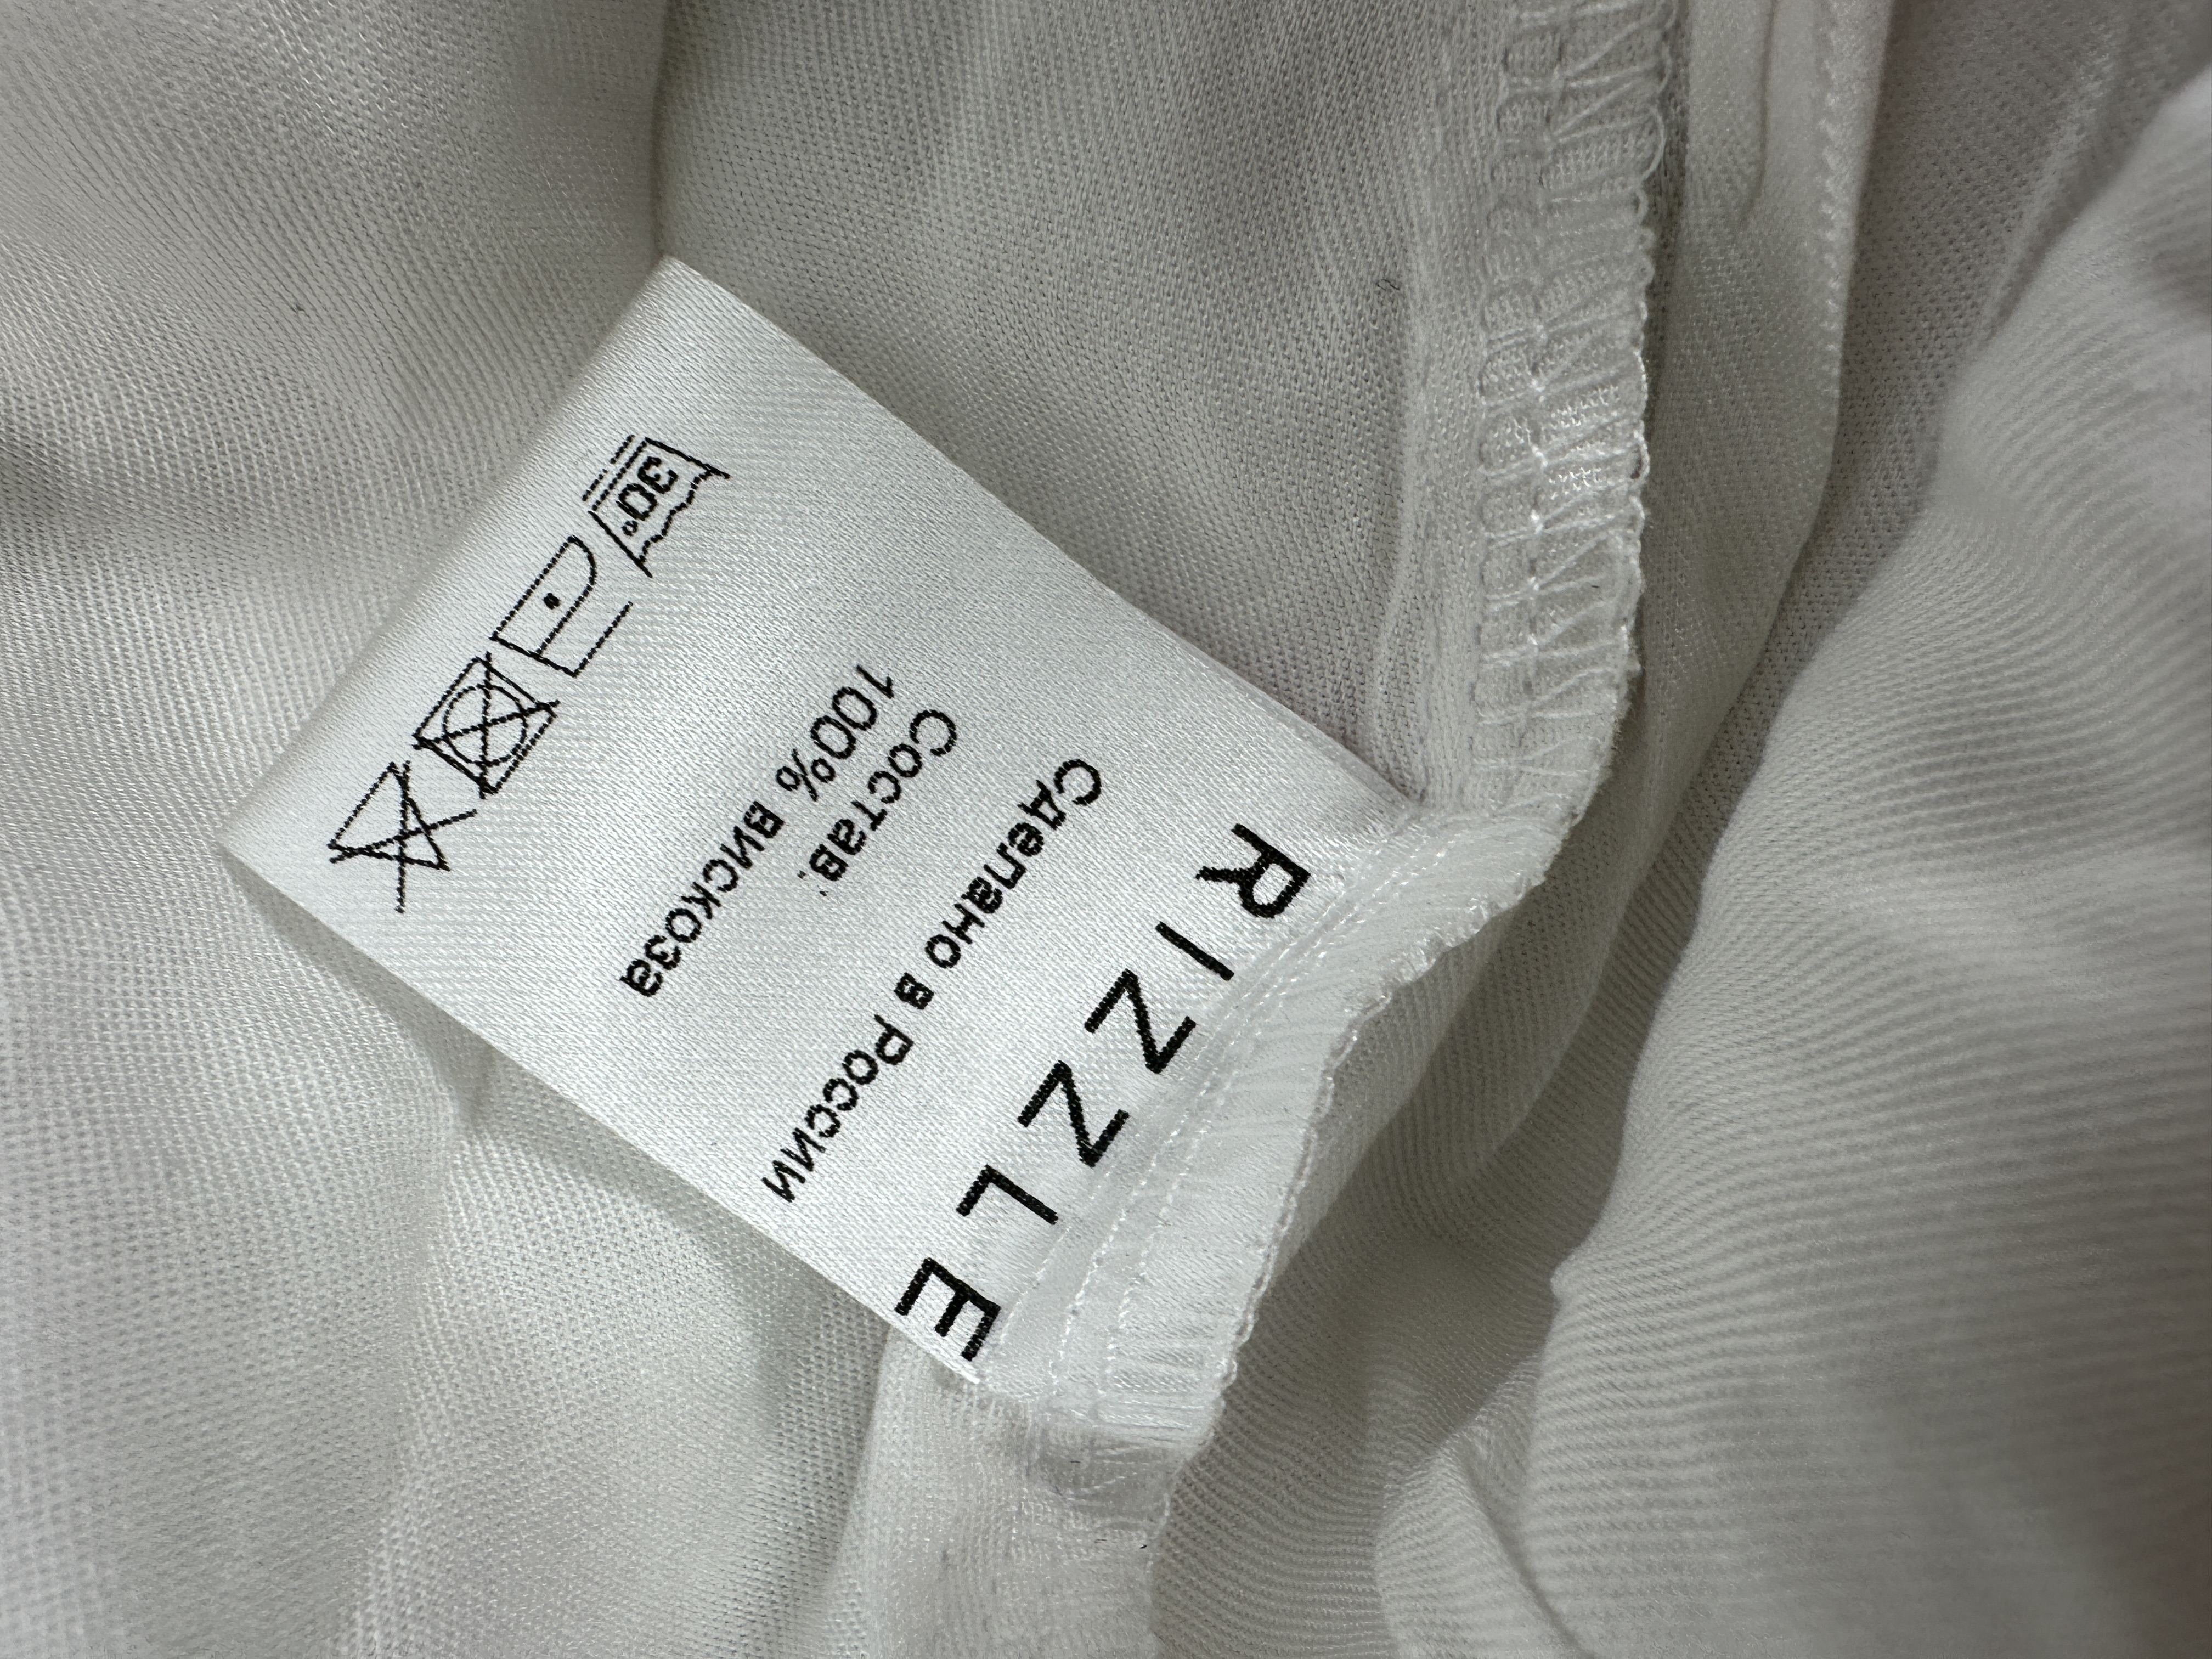 RIZZLE
Сделано в России
Состав:
100% вискоза
30°